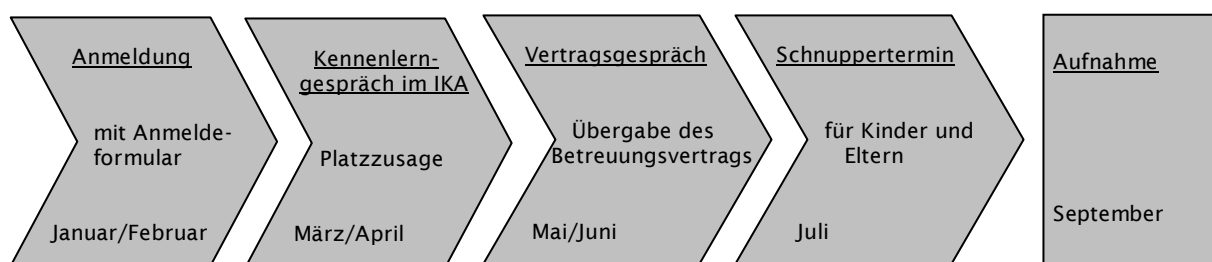 Anmeldung
mit Anmelde-
formular
Januar/Februar
Kennenlern-
gespräch im IKA
Platzzusage
März/April
Vertragsgespräch
Übergabe des
Betreuungsvertrags
Mai/Juni
Schnuppertermin
für Kinder und
Eltern
Juli
Aufnahme
September